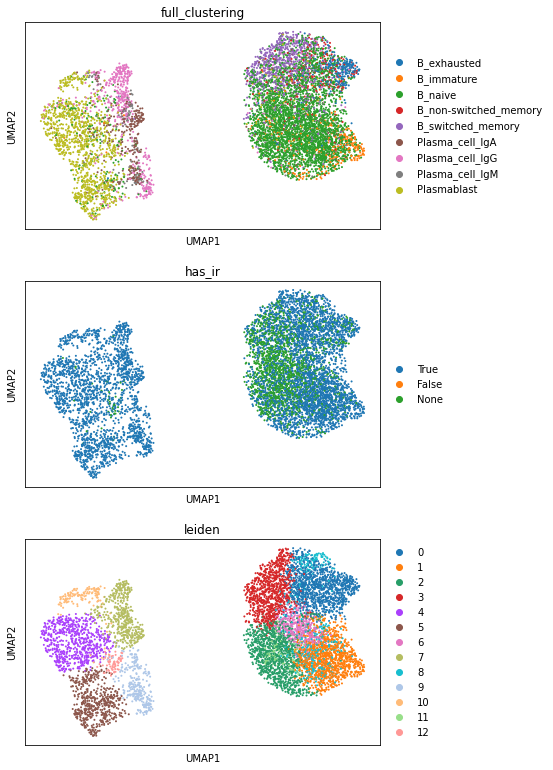 full_clustering
UMAP2
UMAP1
B_exhausted
B_immature
B_naive
B_non-switched_memory
B_switched_memory
Plasma_cell_IgA
Plasma_cell_IgG
Plasma_cell_IgM
Plasmablast
has_ir
UMAP2
UMAP1
True
False
None
leiden
UMAP2
UMAP1
0
1
2
3
4
5
6
7
8
9
10
11
12